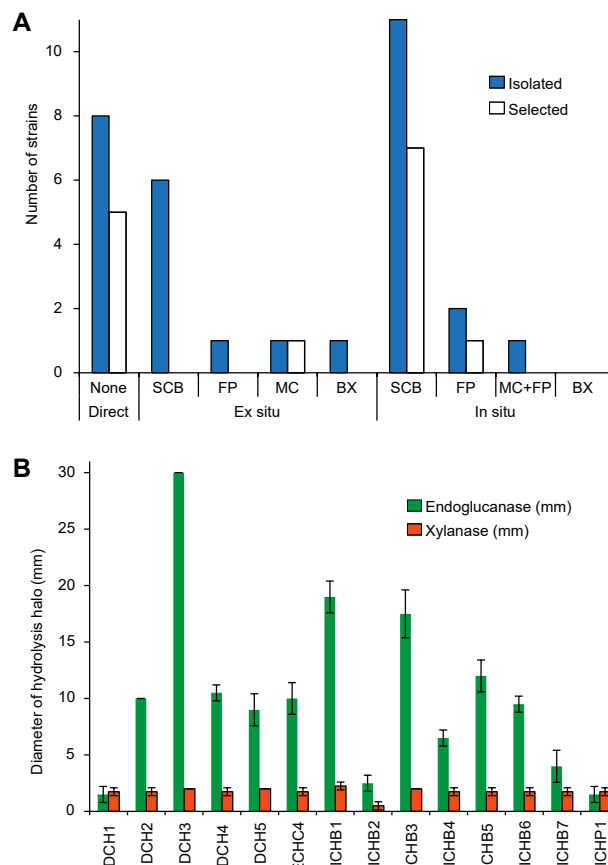 A
Number of strains
10
8
6
4
2
0
Isolated
Selected
None SCB FP MC BX SCB FP MC+FP BX
Direct Ex situ In situ
B
Diameter of hydrolysis halo (mm)
30
25
20
15
10
5
0
Endoglucanase (mm)
Xylanase (mm)
DCH1 DCH2 DCH3 DCH4 DCH5 ECHC4 ICHB1 ICHB2 ICHB4 ICHB6 ICHB7 ICHP1